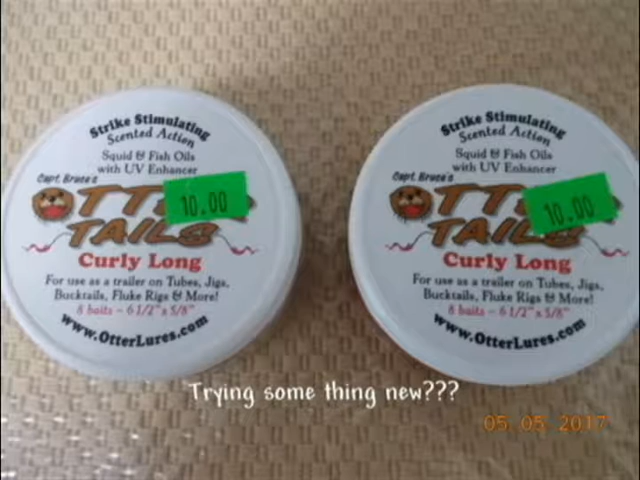 Strike Stimulating
Scented Action
Squid & Fish Oils
with UV Enhancer
Capt. Bruce's
TT
10.00
TAILS
Curly Long
For use as a trailer on Tubes, Jigs,
Bucktails, Fluke Rigs & More!
8 baits ~ 6 1/2" x 5/8"
www.OtterLures.com
Strike Stimulating
Scented Action
Squid & Fish Oils
with UV Enhancer
Capt. Bruce's
TT
10.00
TAILS
Curly Long
For use as a trailer on Tubes, Jigs,
Bucktails, Fluke Rigs & More!
8 baits ~ 6 1/2" x 5/8"
www.OtterLures.com
Trying some thing new???
05.05.2017